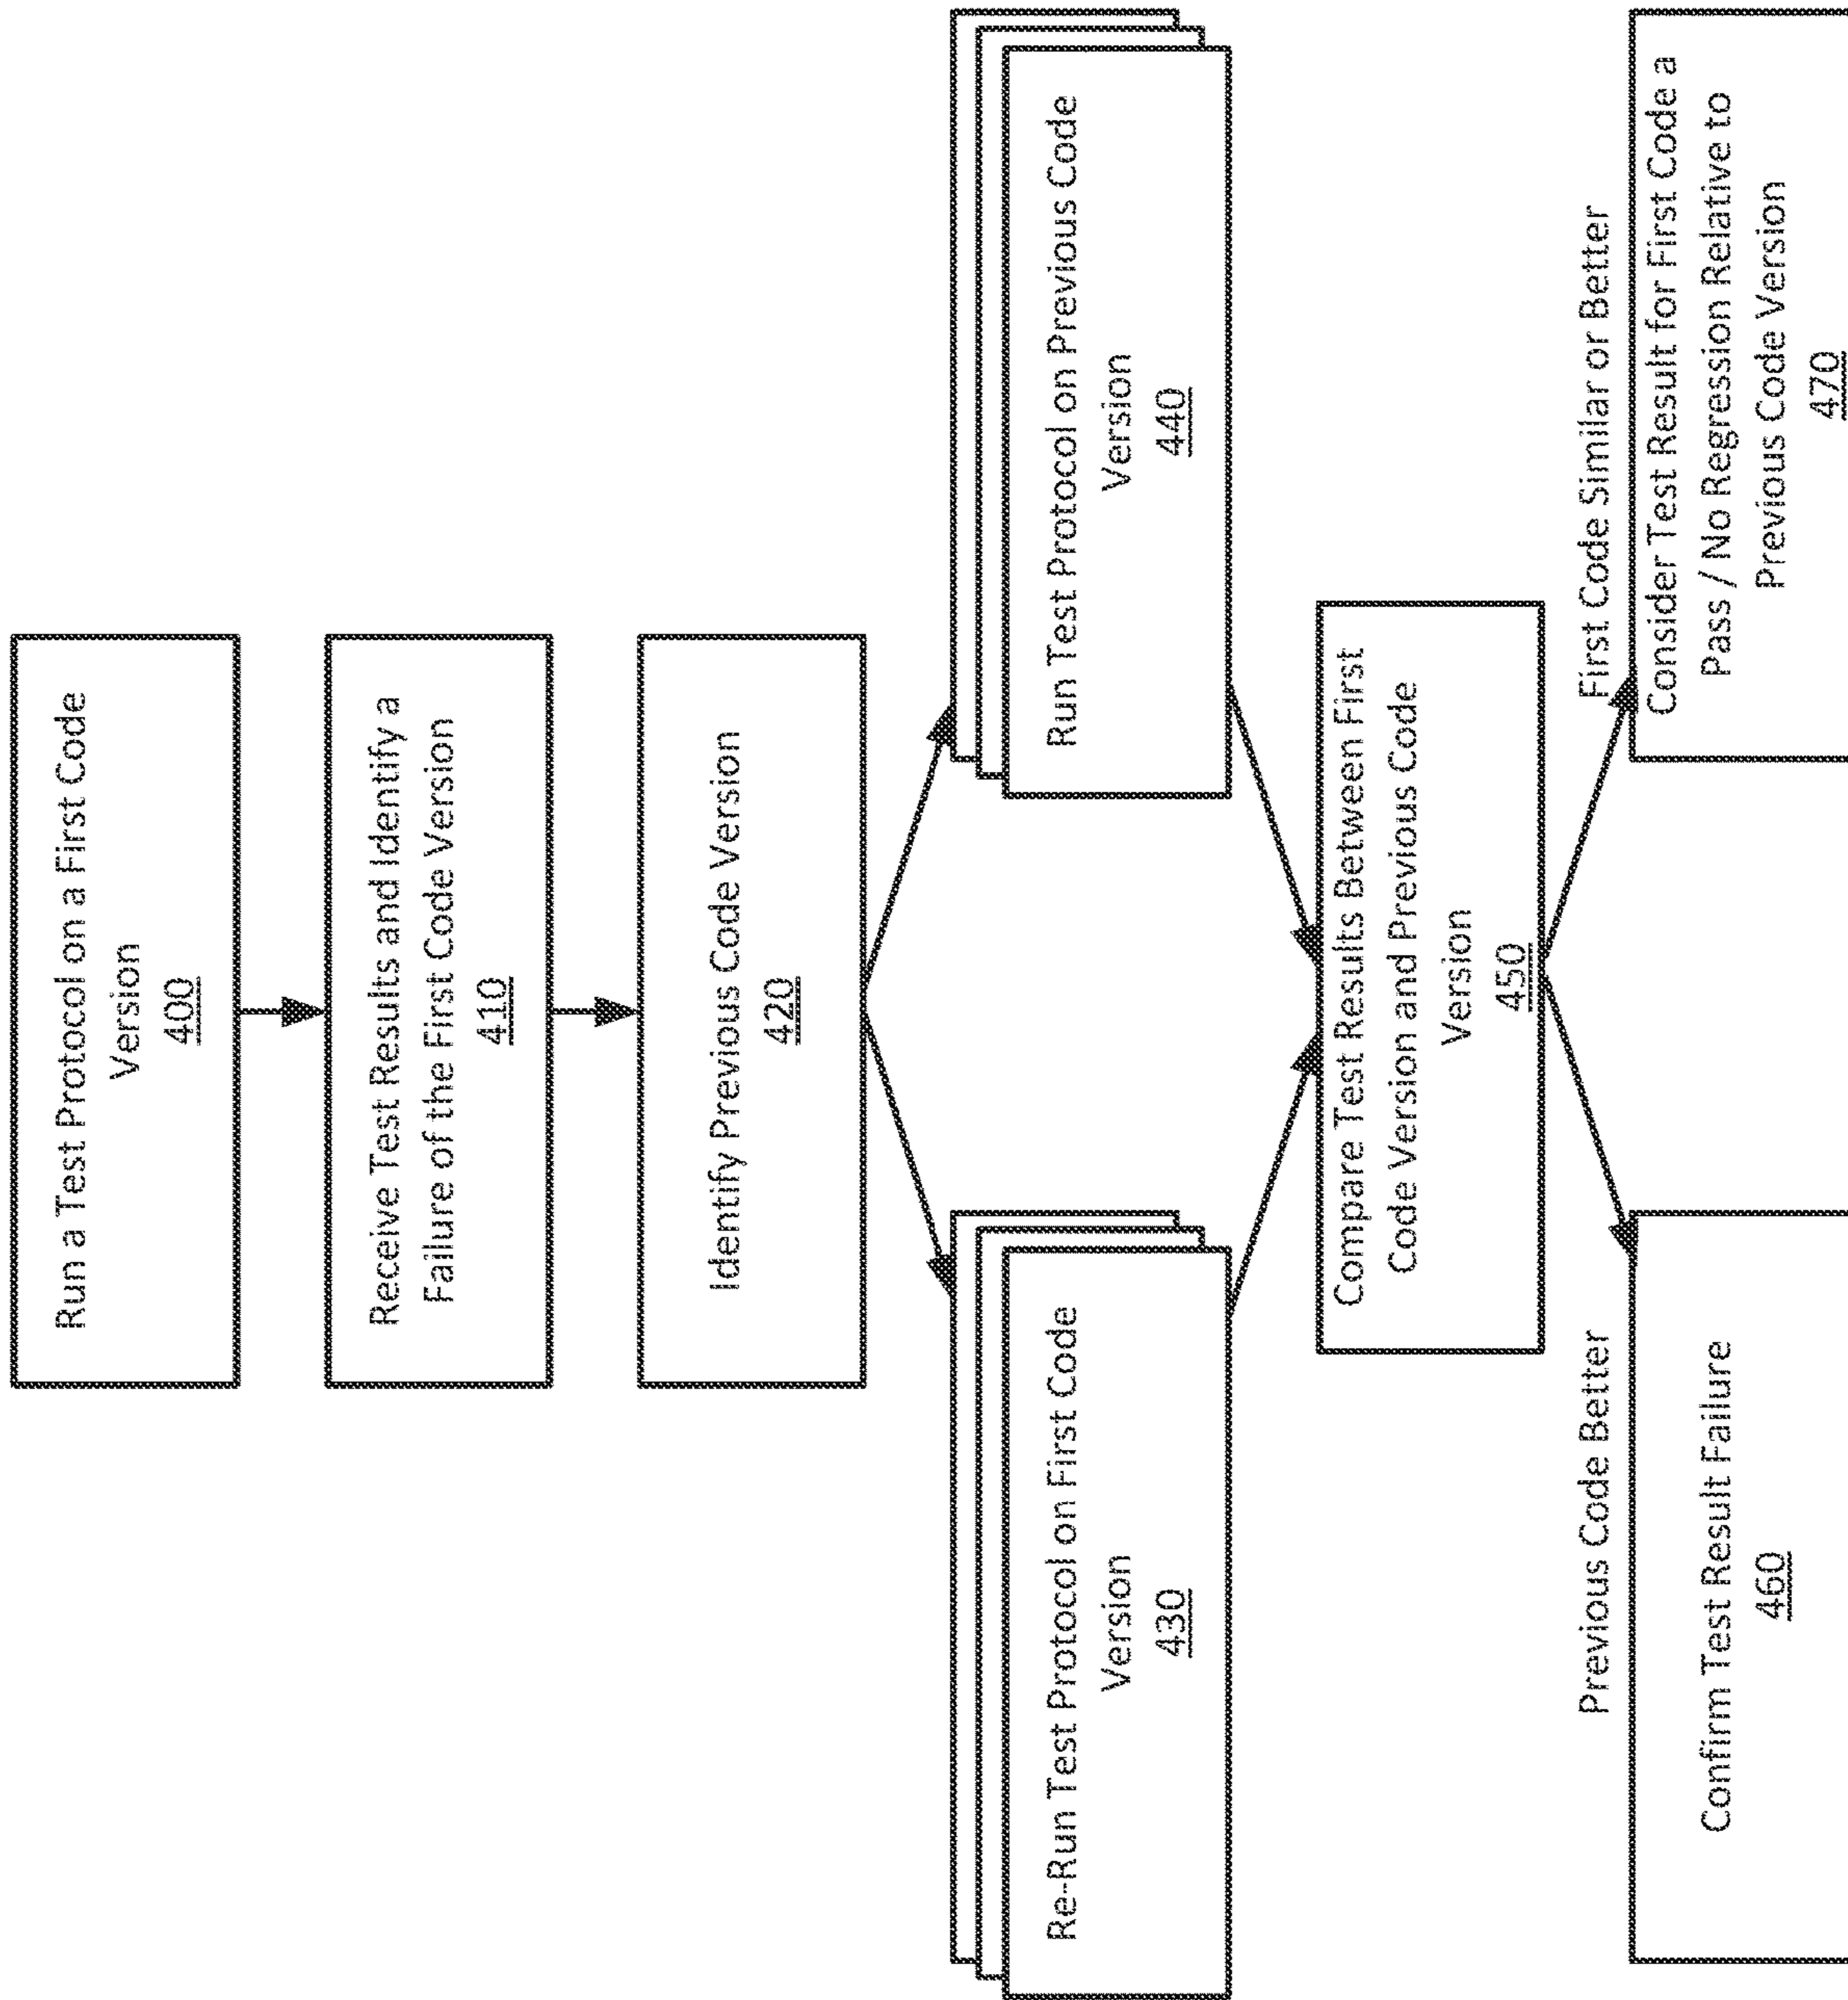 Run a Test Protocol on a First Code
Version
400
Receive Test Results and Identify a
Failure of the First Code Version
410
Identify Previous Code Version
420
Re-Run Test Protocol on First Code
Version
430
Run Test Protocol on Previous Code
Version
440
Compare Test Results Between First
Code Version and Previous Code
Version
450
Previous Code Better
Confirm Test Result Failure
460
First Code Similar or Better
Consider Test Result for First Code a
Pass / No Regression Relative to
Previous Code Version
470